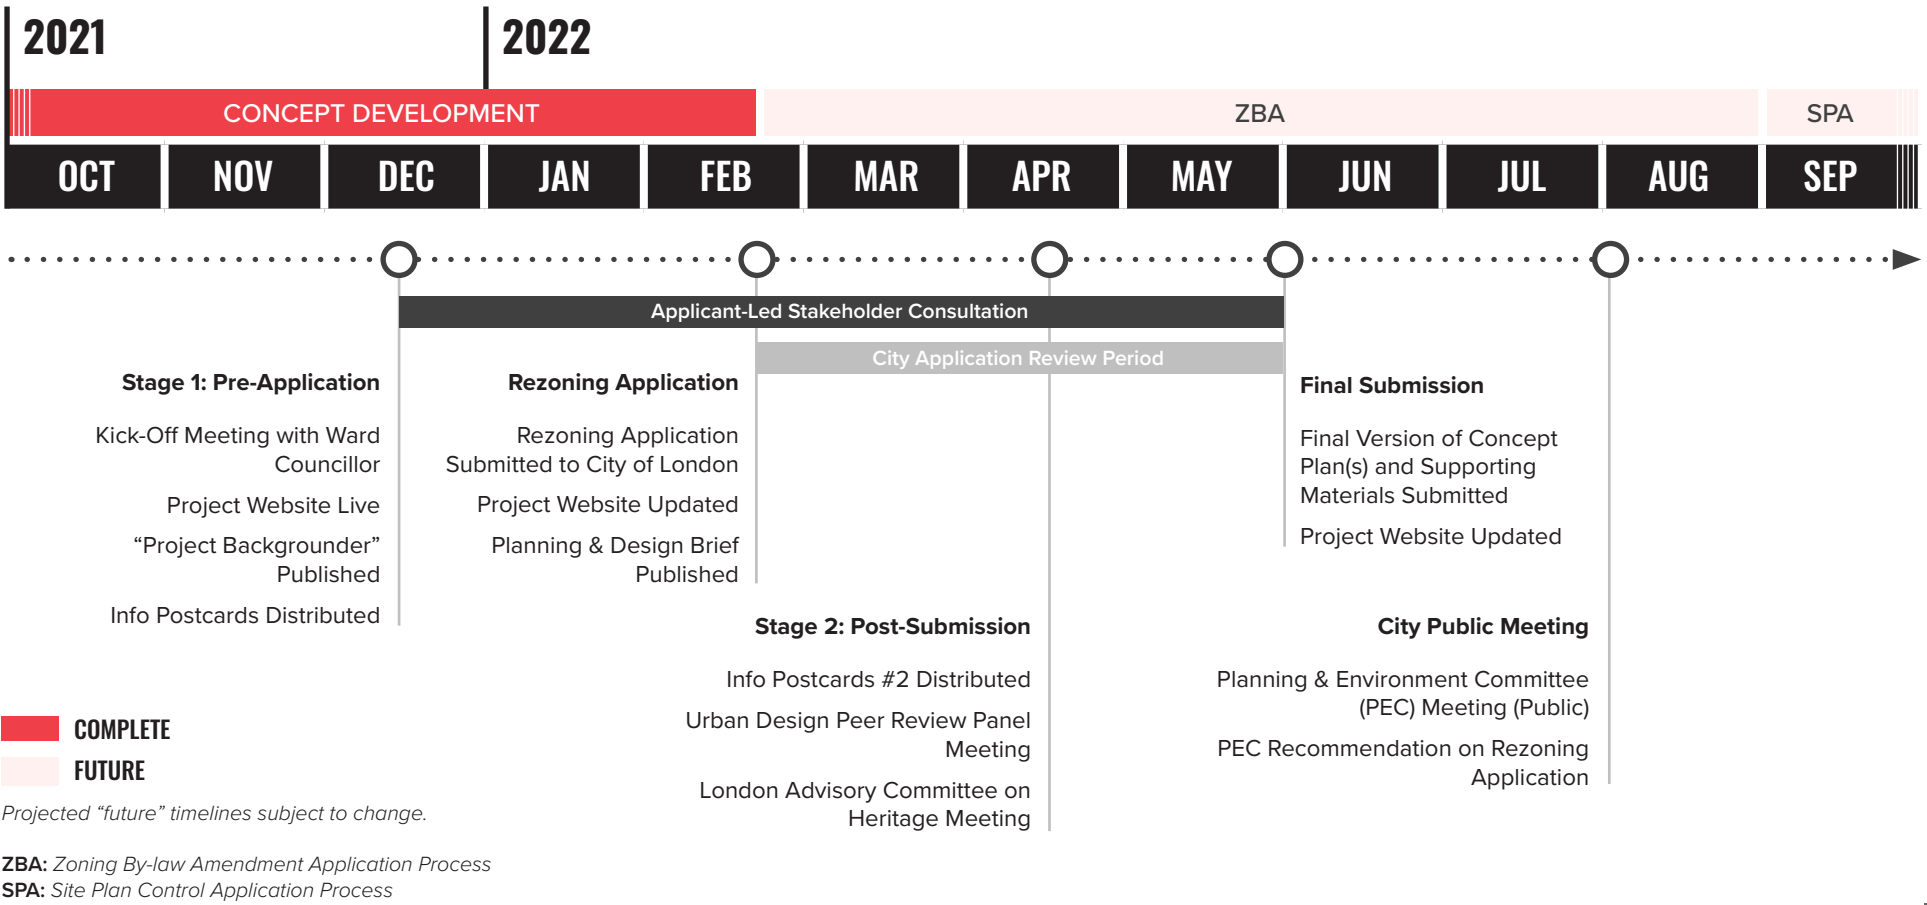 2021
2022
CONCEPT DEVELOPMENT
ZBA
SPA
OCT
NOV
DEC
JAN
FEB
MAR
APR
MAY
JUN
JUL
AUG
SEP
Applicant-Led Stakeholder Consultation
City Application Review Period
Stage 1: Pre-Application
Kick-Off Meeting with Ward
Councillor
Project Website Live
“Project Backgrounder”
Published
Info Postcards Distributed
Rezoning Application
Rezoning Application
Submitted to City of London
Project Website Updated
Planning & Design Brief
Published
Final Submission
Final Version of Concept
Plan(s) and Supporting
Materials Submitted
Project Website Updated
Stage 2: Post-Submission
Info Postcards #2 Distributed
Urban Design Peer Review Panel
Meeting
London Advisory Committee on
Heritage Meeting
City Public Meeting
Planning & Environment Committee
(PEC) Meeting (Public)
PEC Recommendation on Rezoning
Application
COMPLETE
FUTURE
Projected “future” timelines subject to change.
ZBA: Zoning By-law Amendment Application Process
SPA: Site Plan Control Application Process